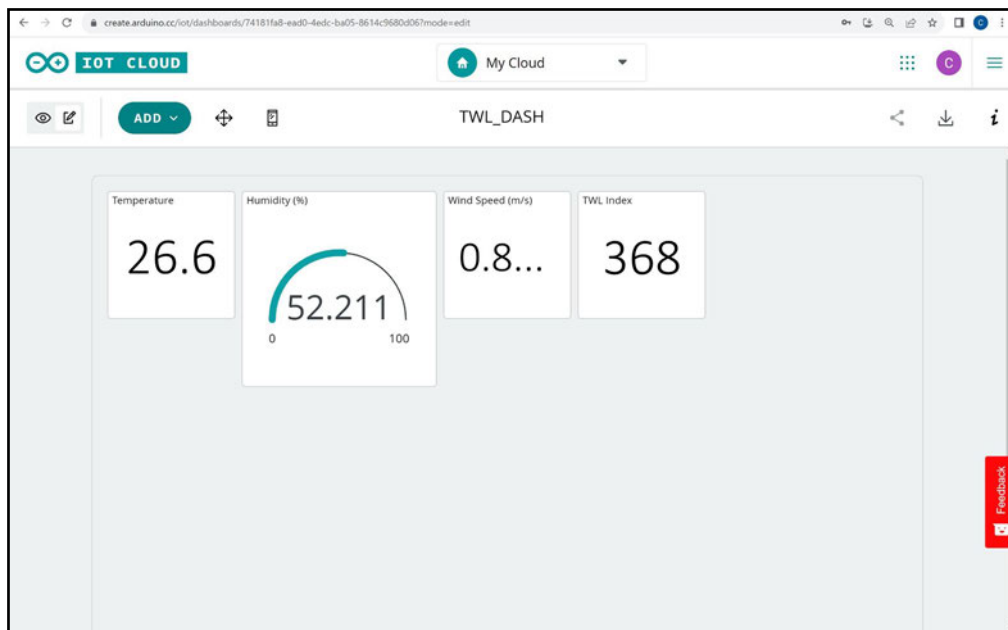 create.arduino.cc/iot/dashboards/74181fa8-ead0-4edc-ba05-8614c9680d06?mode=edit
C
IOT CLOUD
My Cloud
C
ADD
TWL_DASH
i
Temperature
Humidity (%)
Wind Speed (m/s)
TWL Index
26.6
52.211
0.8...
368
0
100
Feedback